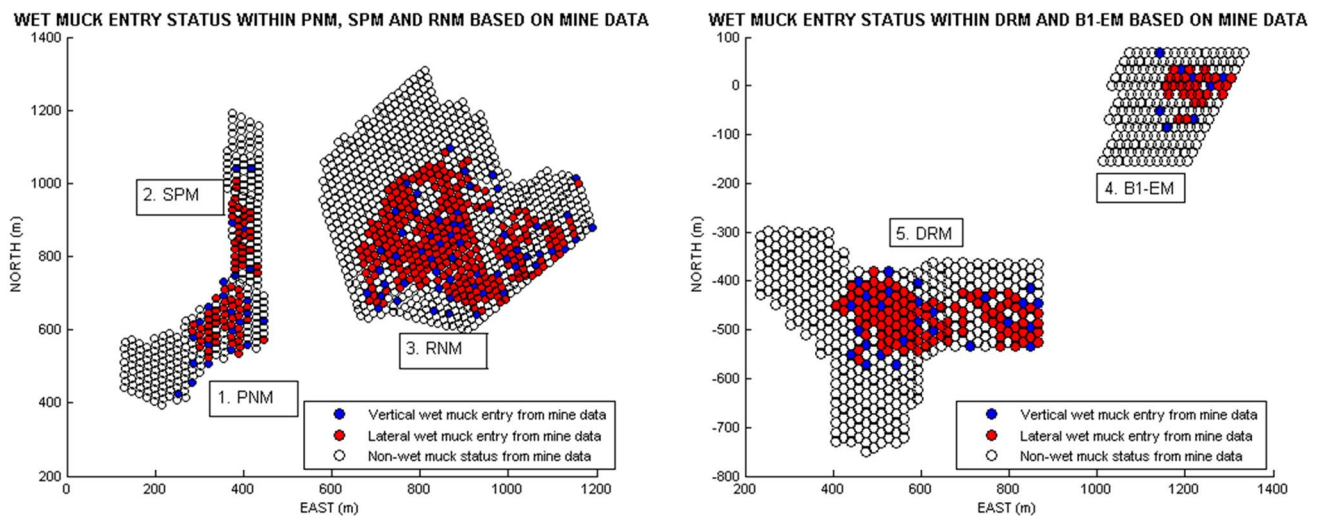 WET MUCK ENTRY STATUS WITHIN PNM, SPM AND RNM BASED ON MINE DATA
1400
1200
1000
800
600
400
200
NORTH (m)
0
200
400
600
800
1000
1200
EAST (m)
2. SPM
3. RNM
1. PNM
Vertical wet muck entry from mine data
Lateral wet muck entry from mine data
Non-wet muck status from mine data
WET MUCK ENTRY STATUS WITHIN DRM AND B1-EM BASED ON MINE DATA
100
0
-100
-200
-300
-400
-500
-600
-700
-800
NORTH (m)
200
400
600
800
1000
1200
1400
EAST (m)
4. B1-EM
5. DRM
Vertical wet muck entry from mine data
Lateral wet muck entry from mine data
Non-wet muck status from mine data